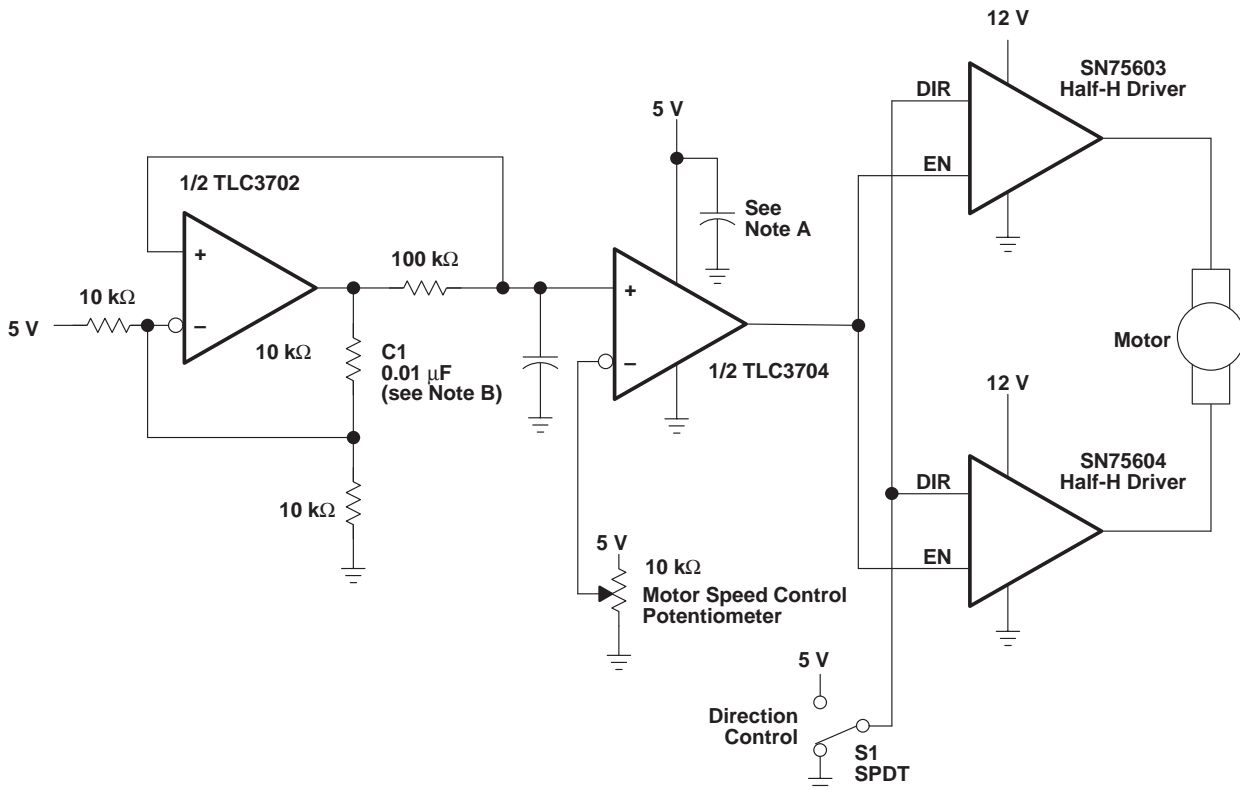 12 V
SN75603
Half-H Driver
DIR
5 V
EN
1/2 TLC3702
See
Note A
+
100 kΩ
10 kΩ
+
5 V
–
10 kΩ
C1
0.01 μF
(see Note B)
–
1/2 TLC3704
Motor
12 V
SN75604
Half-H Driver
DIR
10 kΩ
5 V
10 kΩ
Motor Speed Control
Potentiometer
EN
5 V
Direction
Control
S1
SPDT